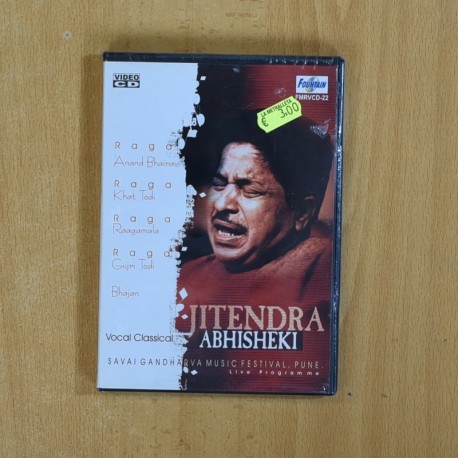 VIDEO
CD
FOUNTAIN
FMRVCD-22
LA METRALLETA
€ 3,00
Raga
Anand Bhairav
Raga
Khat Todi
Raga
Raagamala
Raga
Gujri Todi
Bhajan
JITENDRA
Vocal Classical
ABHISHEKI
SAVAI GANDHARVA MUSIC FESTIVAL, PUNE.
Live Programme